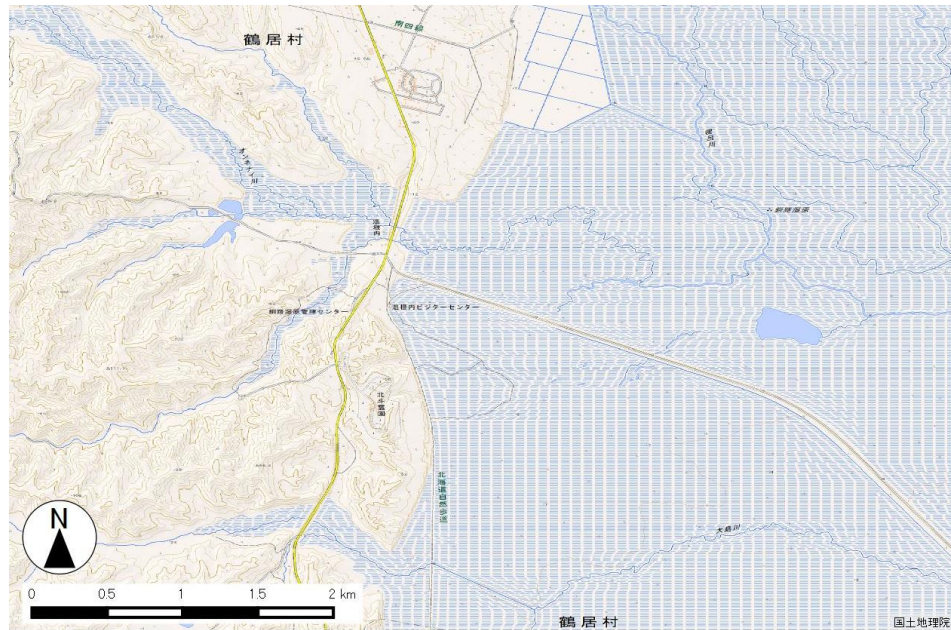 南四線
鶴居村
オンネナイ川
幌呂川
釧路湿原
温根内
温根内ビジターセンター
釧路湿原管理センター
北斗霊園
北海道自然歩道
大島川
N
0 0.5 1 1.5 2 km
鶴居村
国土地理院